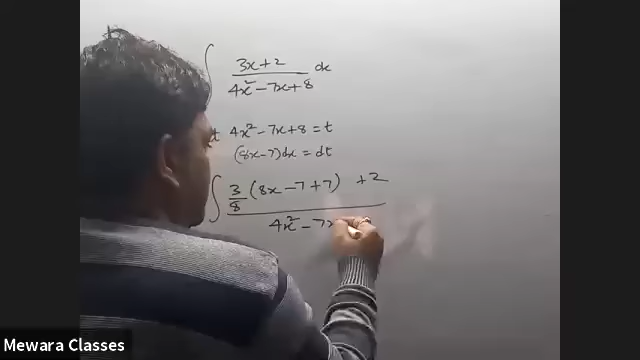 ∫ 3x+2 / 4x²-7x+8 dx
t 4x²-7x+8 = t
(8x-7)dx = dt
∫ 3/8 (8x-7+7) +2 / 4x²-7x
Mewara Classes